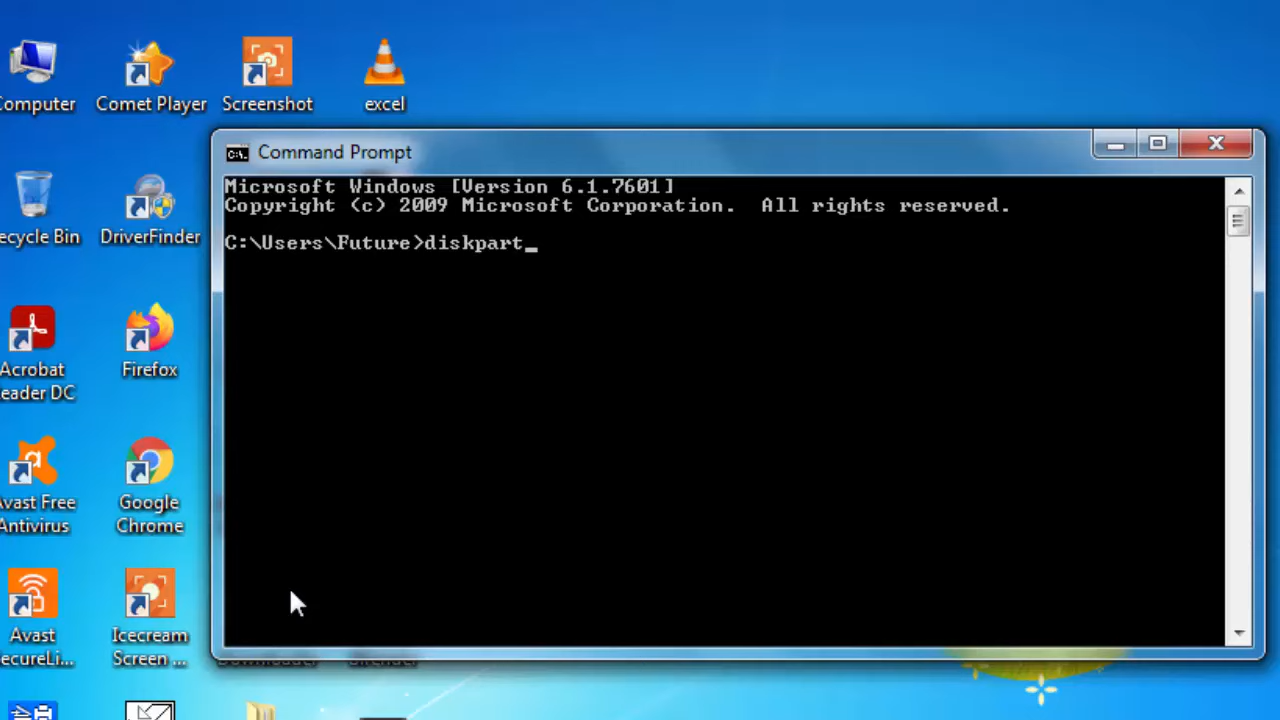 Computer
Comet Player
Screenshot
excel
ecycle Bin
DriverFinder
Acrobat
eader DC
Firefox
Avast Free
Antivirus
Google
Chrome
Avast
ecureLi...
Icecream
Screen ...
Command Prompt
C:\.
Microsoft Windows [Version 6.1.7601]
Copyright (c) 2009 Microsoft Corporation.  All rights reserved.
C:\Users\Future>diskpart_